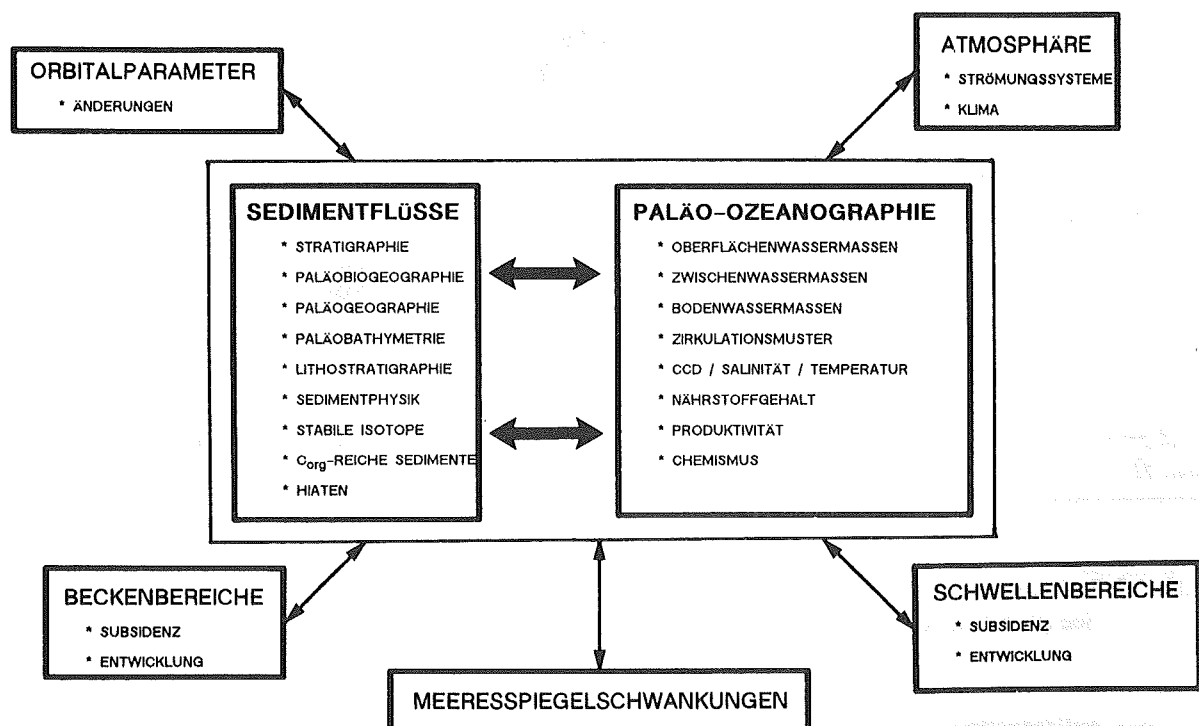 ORBITALPARAMETER
* ÄNDERUNGEN
ATMOSPHÄRE
* STRÖMUNGSSYSTEME
* KLIMA
SEDIMENTFLÜSSE
* STRATIGRAPHIE
* PALÄOBIOGEOGRAPHIE
* PALÄOGEOGRAPHIE
* PALÄOBATHYMETRIE
* LITHOSTRATIGRAPHIE
* SEDIMENTPHYSIK
* STABILE ISOTOPE
* Corg-REICHE SEDIMENTE
* HIATEN
PALÄO-OZEANOGRAPHIE
* OBERFLÄCHENWASSERMASSEN
* ZWISCHENWASSERMASSEN
* BODENWASSERMASSEN
* ZIRKULATIONSMUSTER
* CCD / SALINITÄT / TEMPERATUR
* NÄHRSTOFFGEHALT
* PRODUKTIVITÄT
* CHEMISMUS
BECKENBEREICHE
* SUBSIDENZ
* ENTWICKLUNG
MEERESSPIEGELSCHWANKUNGEN
SCHWELLENBEREICHE
* SUBSIDENZ
* ENTWICKLUNG